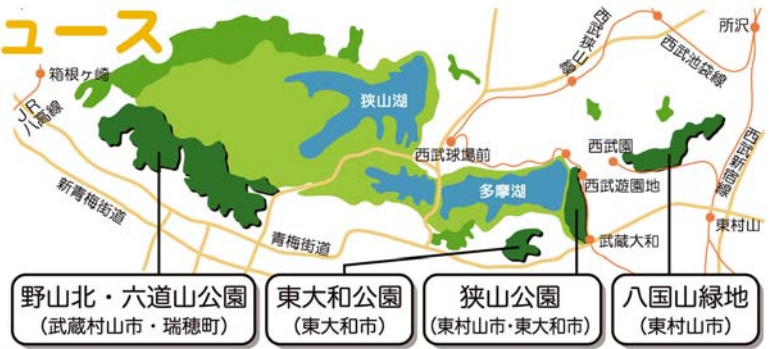 ュース
所沢
西武狭山線
西武池袋線
箱根ヶ崎
JR八高線
狭山湖
西武球場前
西武園
西武新宿線
西武遊園地
多摩湖
新青梅街道
青梅街道
武蔵大和
東村山
野山北・六道山公園
(武蔵村山市・瑞穂町)
東大和公園
(東大和市)
狭山公園
(東村山市・東大和市)
八国山緑地
(東村山市)